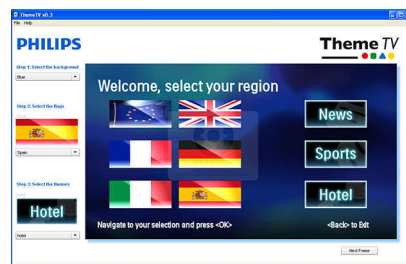 ThemeTV v0.3
File Help
PHILIPS
Theme TV
Step 1: Select the background
Blue
Step 2: Select the flags
Spain
Step 3: Select the themes
Hotel
hotel
Welcome, select your region
News
Sports
Hotel
Navigate to your selection and press <OK>
<Back> to Exit
Next Frame